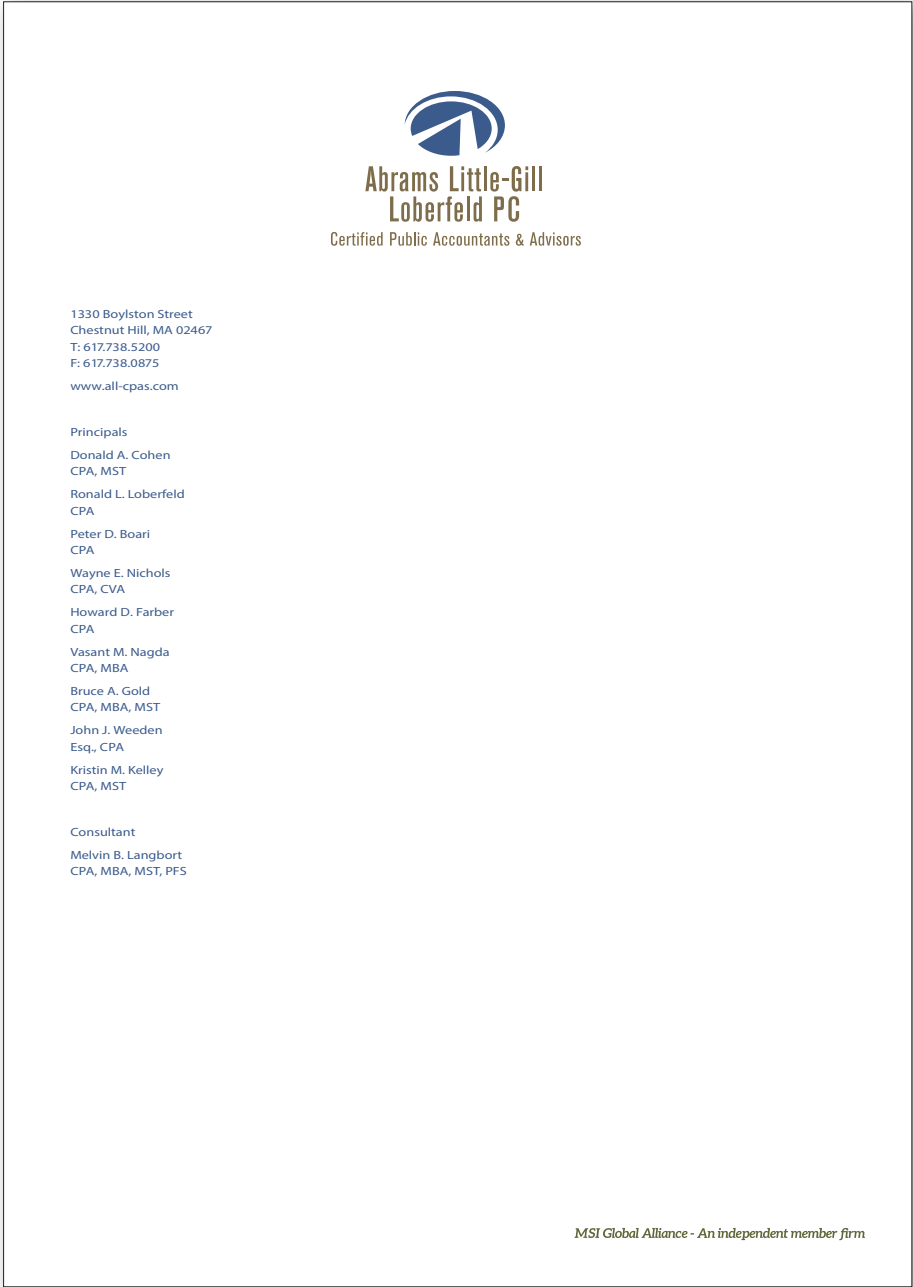 Abrams Little-Gill
Loberfeld PC
Certified Public Accountants & Advisors
1330 Boylston Street
Chestnut Hill, MA 02467
T: 617.738.5200
F: 617.738.0875
www.all-cpas.com
Principals
Donald A. Cohen
CPA, MST
Ronald L. Loberfeld
CPA
Peter D. Boari
CPA
Wayne E. Nichols
CPA, CVA
Howard D. Farber
CPA
Vasant M. Nagda
CPA, MBA
Bruce A. Gold
CPA, MBA, MST
John J. Weeden
Esq., CPA
Kristin M. Kelley
CPA, MST
Consultant
Melvin B. Langbort
CPA, MBA, MST, PFS
MSI Global Alliance - An independent member firm